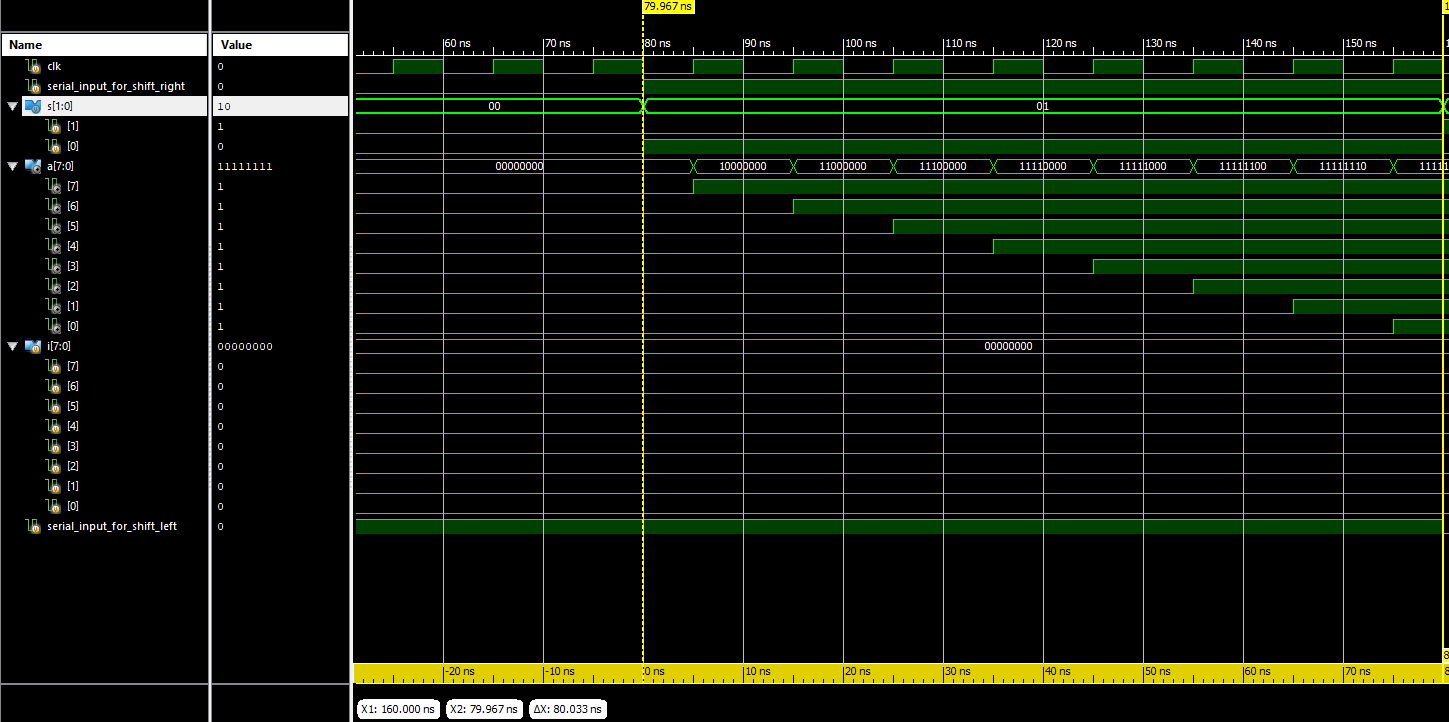 79.967 ns
1
Name Value
60 ns 70 ns 80 ns 90 ns 100 ns 110 ns 120 ns 130 ns 140 ns 150 ns 1
clk 0
serial_input_for_shift_right 0
s[1:0] 10 00 01
[1] 1
[0] 0
a[7:0] 11111111 00000000 10000000 11000000 11100000 11110000 11111000 11111100 11111110 11111
[7] 1
[6] 1
[5] 1
[4] 1
[3] 1
[2] 1
[1] 1
[0] 1
i[7:0] 00000000 00000000
[7] 0
[6] 0
[5] 0
[4] 0
[3] 0
[2] 0
[1] 0
[0] 0
serial_input_for_shift_left 0
8
-20 ns -10 ns 0 ns 10 ns 20 ns 30 ns 40 ns 50 ns 60 ns 70 ns 8
X1: 160.000 ns X2: 79.967 ns ΔX: 80.033 ns